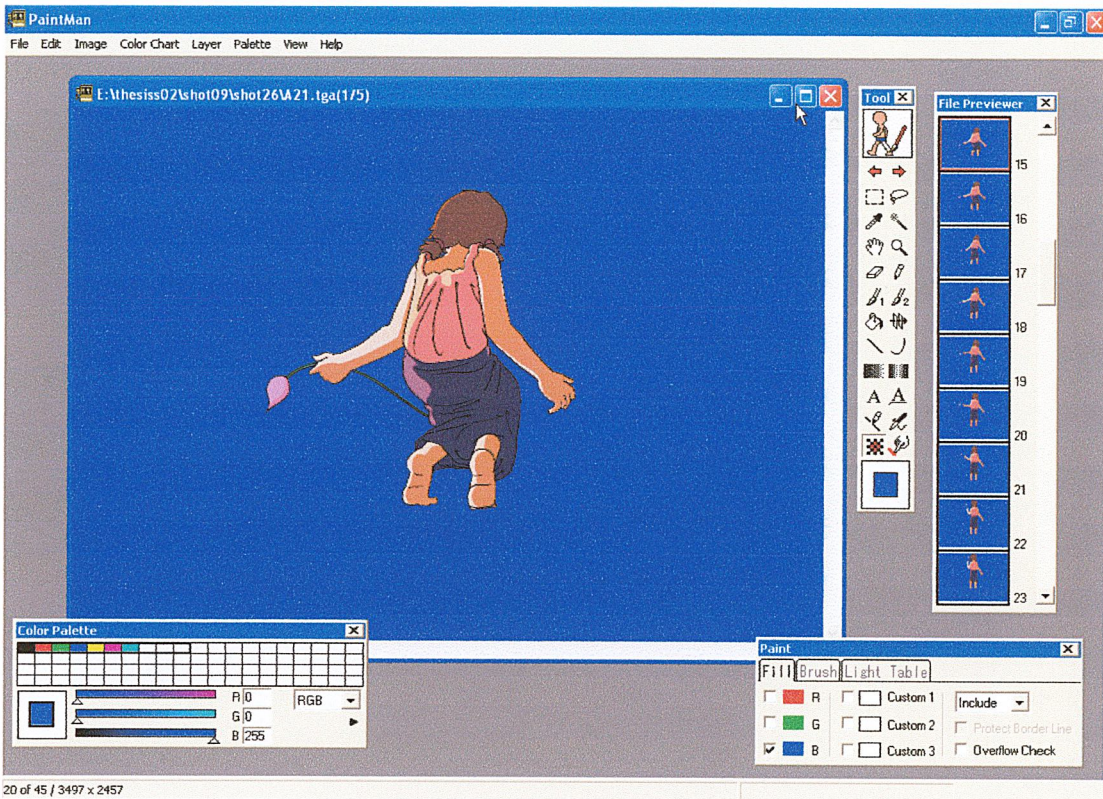 PaintMan
File Edit Image Color Chart Layer Palette View Help
E:\thesiss02\shot09\shot26\A21.tga(1/5)
Tool
1 2
A A
File Previewer
15
16
17
18
19
20
21
22
23
Color Palette
R 0 RGB
G 0
B 255
Paint
Fill Brush Light Table
R Custom 1 Include
G Custom 2 Protect Border Line
B Custom 3 Overflow Check
20 of 45 / 3497 x 2457